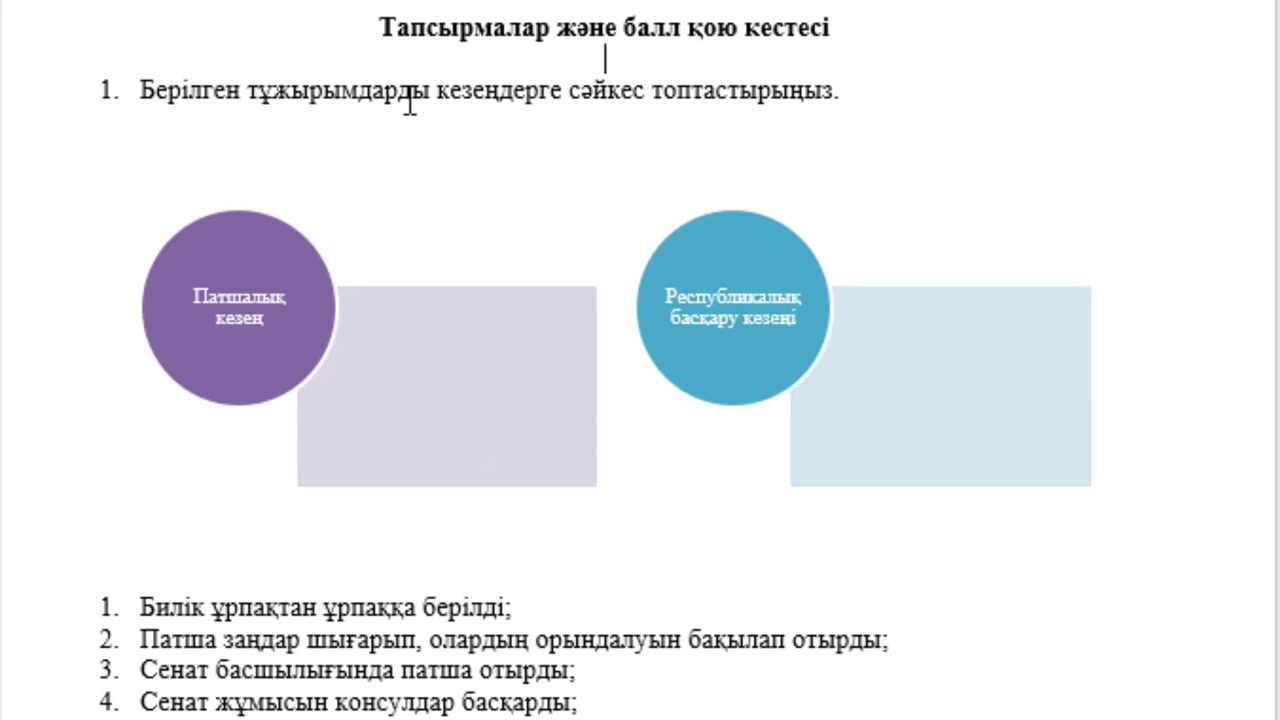 Тапсырмалар және балл қою кестесі
1. Берілген тұжырымдарды кезеңдерге сәйкес топтастырыңыз.
Патшалық
кезең
Республикалық
басқару кезеңі
1. Билік ұрпақтан ұрпаққа берілді;
2. Патша заңдар шығарып, олардың орындалуын бақылап отырды;
3. Сенат басшылығында патша отырды;
4. Сенат жұмысын консулдар басқарды;